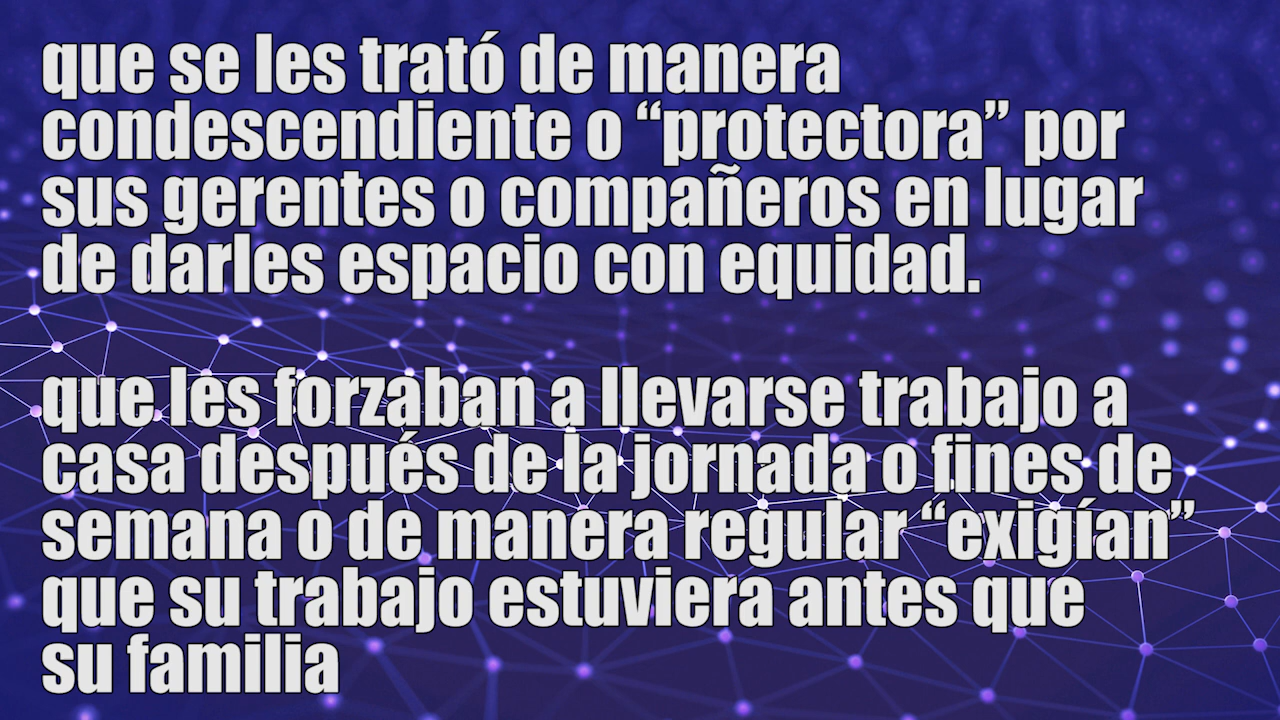 que se les trató de manera
condescendiente o “protectora” por
sus gerentes o compañeros en lugar
de darles espacio con equidad.
que les forzaban a llevarse trabajo a
casa después de la jornada o fines de
semana o de manera regular “exigían”
que su trabajo estuviera antes que
su familia